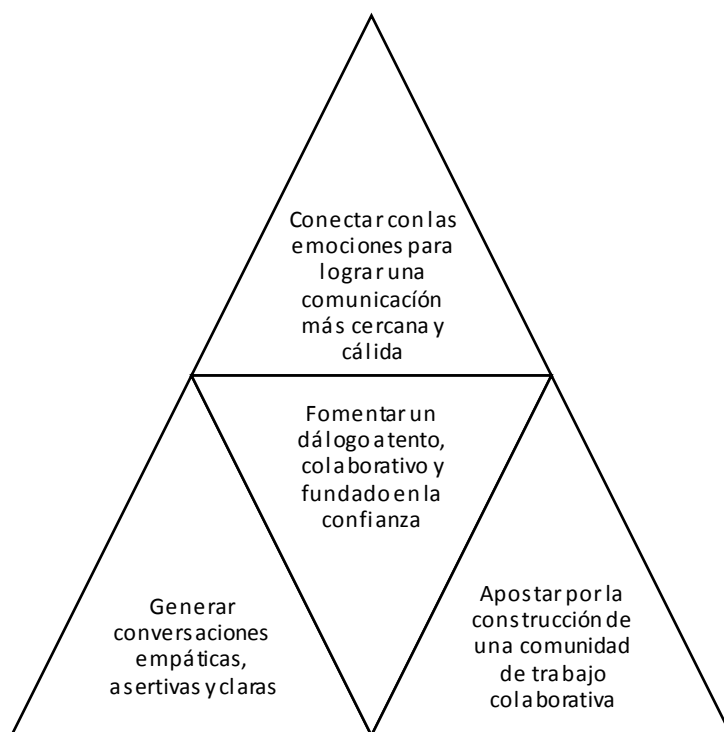 Conectar con las
emociones para
lograr una
comunicacíón
más cercana y
cálida
Fomentar un
dálogo atento,
colaborativo y
fundado en la
confianza
Generar
conversaciones
empáticas,
asertivas y claras
Apostar por la
construcción de
una comunidad
de trabajo
colaborativa